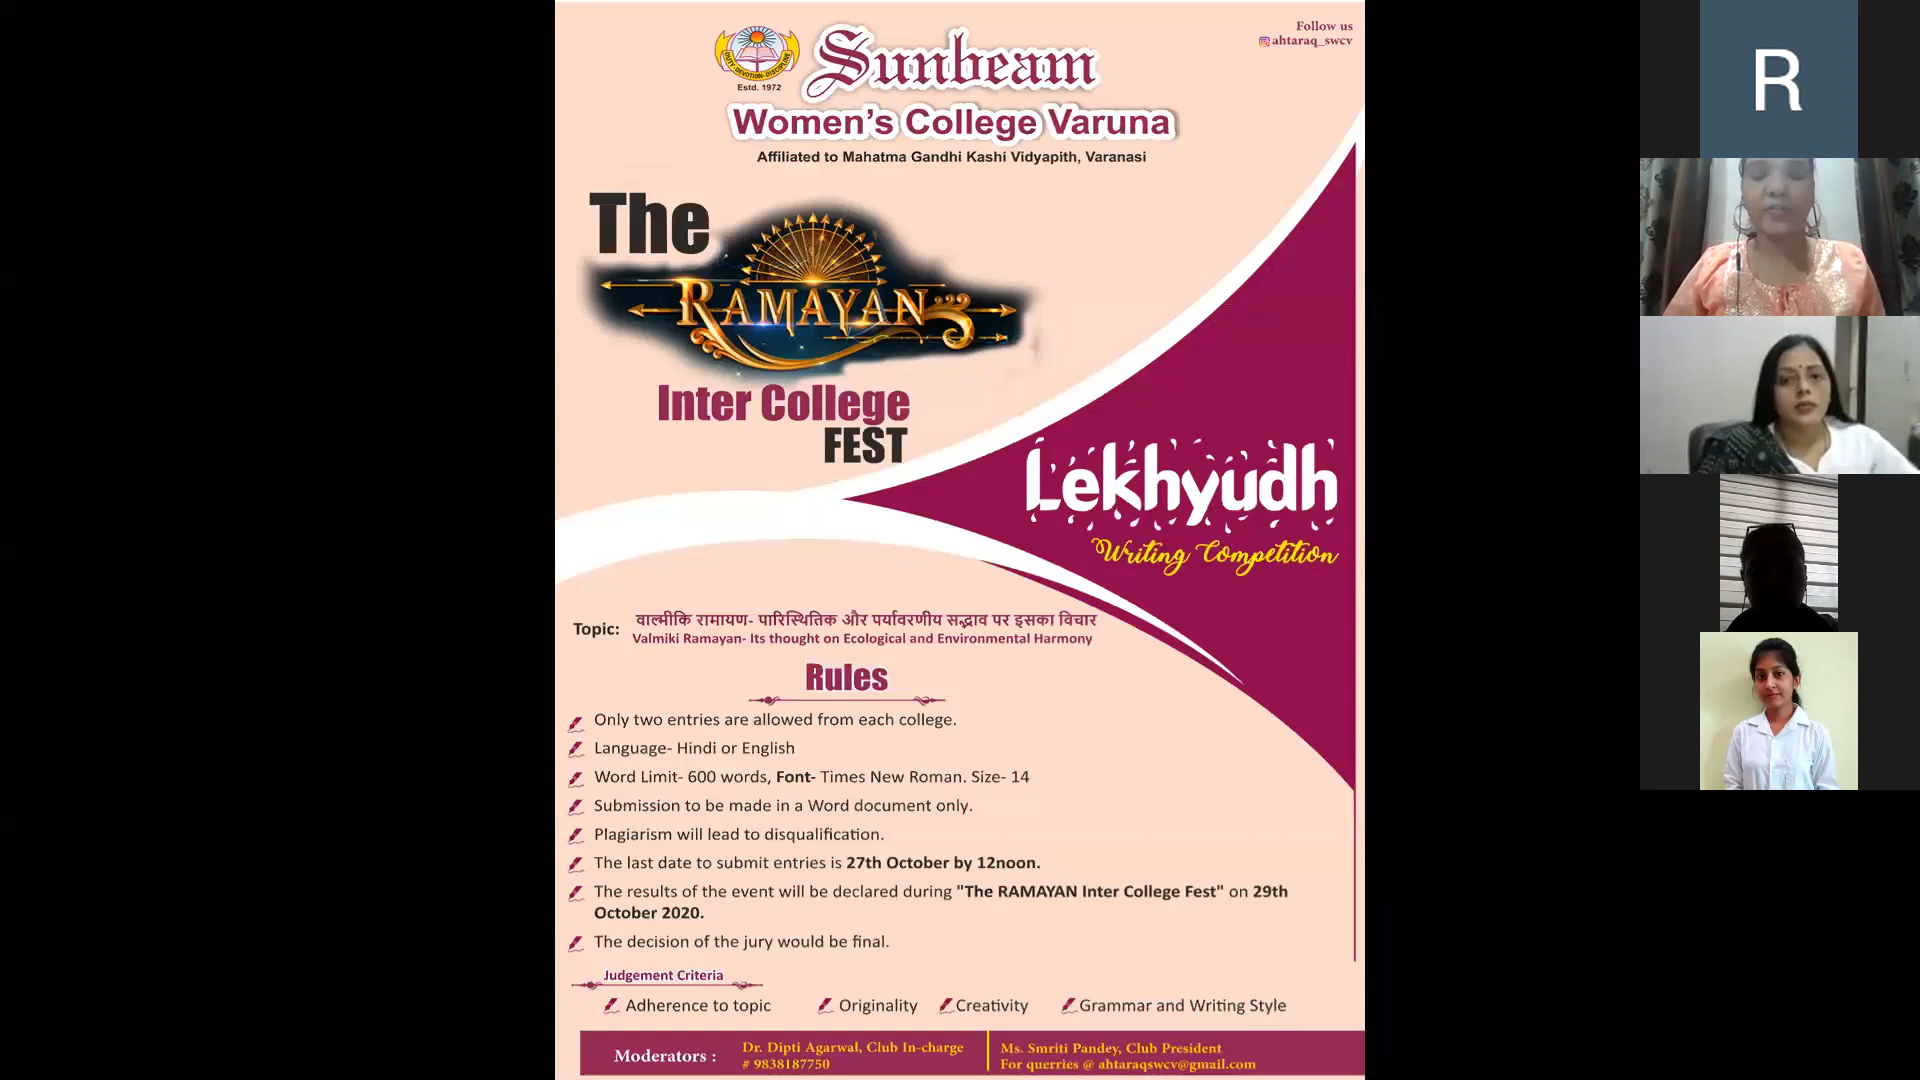 Follow us
ahtaraq_swcv
DUTY-DEVOTION-DISCIPLINE
Estd. 1972
Sunbeam
Women's College Varuna
Affiliated to Mahatma Gandhi Kashi Vidyapith, Varanasi
The
RAMAYAN
Inter College
FEST
Lekhyudh
Writing Competition
Topic: वाल्मीकि रामायण- पारिस्थितिक और पर्यावरणीय सद्भाव पर इसका विचार
Valmiki Ramayan- Its thought on Ecological and Environmental Harmony
Rules
Only two entries are allowed from each college.
Language- Hindi or English
Word Limit- 600 words, Font- Times New Roman. Size- 14
Submission to be made in a Word document only.
Plagiarism will lead to disqualification.
The last date to submit entries is 27th October by 12noon.
The results of the event will be declared during "The RAMAYAN Inter College Fest" on 29th
October 2020.
The decision of the jury would be final.
Judgement Criteria
Adherence to topic Originality Creativity Grammar and Writing Style
Moderators :
Dr. Dipti Agarwal, Club In-charge
# 9838187750
Ms. Smriti Pandey, Club President
For querries @ ahtaraqswcv@gmail.com
R